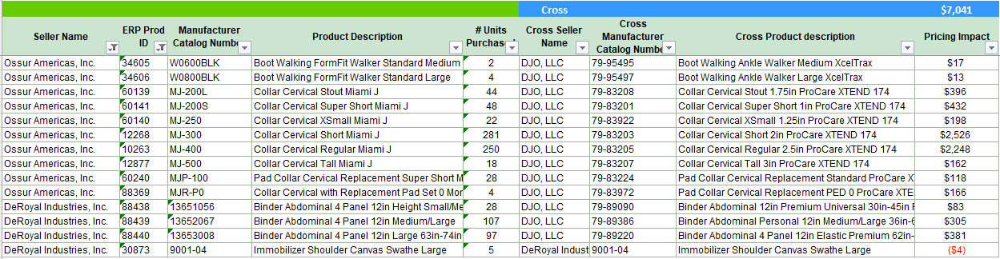 Cross $7,041
Seller Name ERP Prod ID Manufacturer Catalog Numbe Product Description # Units Purchas Cross Seller Name Cross Manufacturer Catalog Numbe Cross Product description Pricing Impact
Ossur Americas, Inc. 34605 W0600BLK Boot Walking FormFit Walker Standard Medium 2 DJO, LLC 79-95495 Boot Walking Ankle Walker Medium XcelTrax $17
Ossur Americas, Inc. 34606 W0800BLK Boot Walking FormFit Walker Standard Large 4 DJO, LLC 79-95497 Boot Walking Ankle Walker Large XcelTrax $13
Ossur Americas, Inc. 60139 MJ-200L Collar Cervical Stout Miami J 44 DJO, LLC 79-83208 Collar Cervical Stout 1.75in ProCare XTEND 174 $396
Ossur Americas, Inc. 60141 MJ-200S Collar Cervical Super Short Miami J 48 DJO, LLC 79-83201 Collar Cervical Super Short 1in ProCare XTEND 174 $432
Ossur Americas, Inc. 60140 MJ-250 Collar Cervical XSmall Miami J 22 DJO, LLC 79-83922 Collar Cervical XSmall 1.25in ProCare XTEND 174 $198
Ossur Americas, Inc. 12268 MJ-300 Collar Cervical Short Miami J 281 DJO, LLC 79-83203 Collar Cervical Short 2in ProCare XTEND 174 $2,526
Ossur Americas, Inc. 10263 MJ-400 Collar Cervical Regular Miami J 250 DJO, LLC 79-83205 Collar Cervical Regular 2.5in ProCare XTEND 174 $2,248
Ossur Americas, Inc. 12877 MJ-500 Collar Cervical Tall Miami J 18 DJO, LLC 79-83207 Collar Cervical Tall 3in ProCare XTEND 174 $162
Ossur Americas, Inc. 60240 MJP-100 Pad Collar Cervical Replacement Super Short M 28 DJO, LLC 79-83224 Pad Collar Cervical Replacement Standard ProCare X $118
Ossur Americas, Inc. 88369 MJR-P0 Collar Cervical with Replacement Pad Set 0 Mor 4 DJO, LLC 79-83972 Pad Collar Cervical Replacement PED 0 ProCare XTE $166
DeRoyal Industries, Inc. 88438 13651056 Binder Abdominal 4 Panel 12in Height Small/Me 28 DJO, LLC 79-89090 Binder Abdominal 12in Premium Universal 30in-45in $83
DeRoyal Industries, Inc. 88439 13652067 Binder Abdominal 4 Panel 12in Medium/Large 107 DJO, LLC 79-89386 Binder Abdominal Personal 12in Medium/Large 36in-6 $305
DeRoyal Industries, Inc. 88440 13653008 Binder Abdominal 4 Panel 12in Large 63in-74in 97 DJO, LLC 79-89220 Binder Abdominal 4 Panel 12in Elastic Premium 62in- $381
DeRoyal Industries, Inc. 30873 9001-04 Immobilizer Shoulder Canvas Swathe Large 5 DeRoyal Indust 9001-04 Immobilizer Shoulder Canvas Swathe Large ($4)